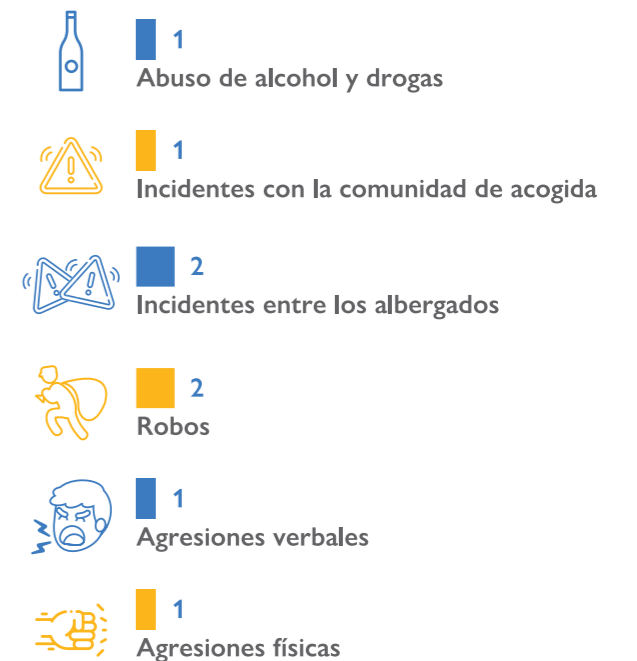 1
Abuso de alcohol y drogas
1
Incidentes con la comunidad de acogida
2
Incidentes entre los albergados
2
Robos
1
Agresiones verbales
1
Agresiones físicas